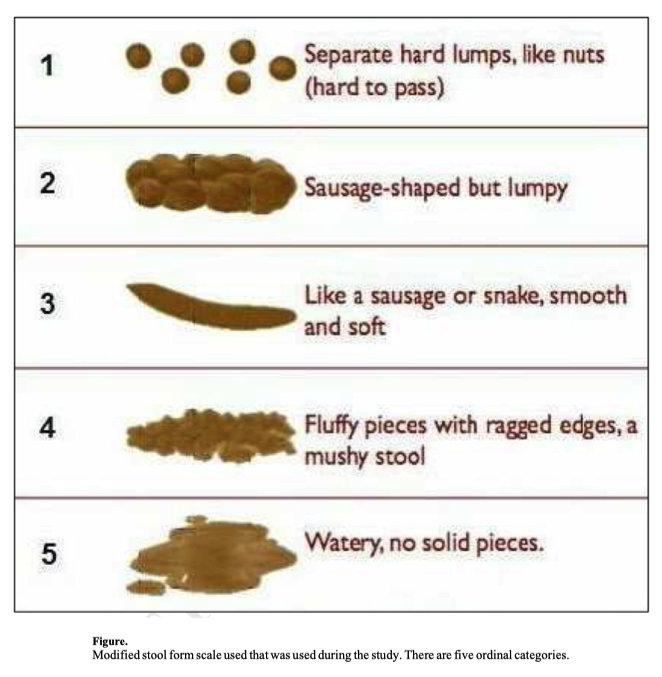 1
Separate hard lumps, like nuts
(hard to pass)
2
Sausage-shaped but lumpy
3
Like a sausage or snake, smooth
and soft
4
Fluffy pieces with ragged edges, a
mushy stool
5
Watery, no solid pieces.
Figure.
Modified stool form scale used that was used during the study. There are five ordinal categories.